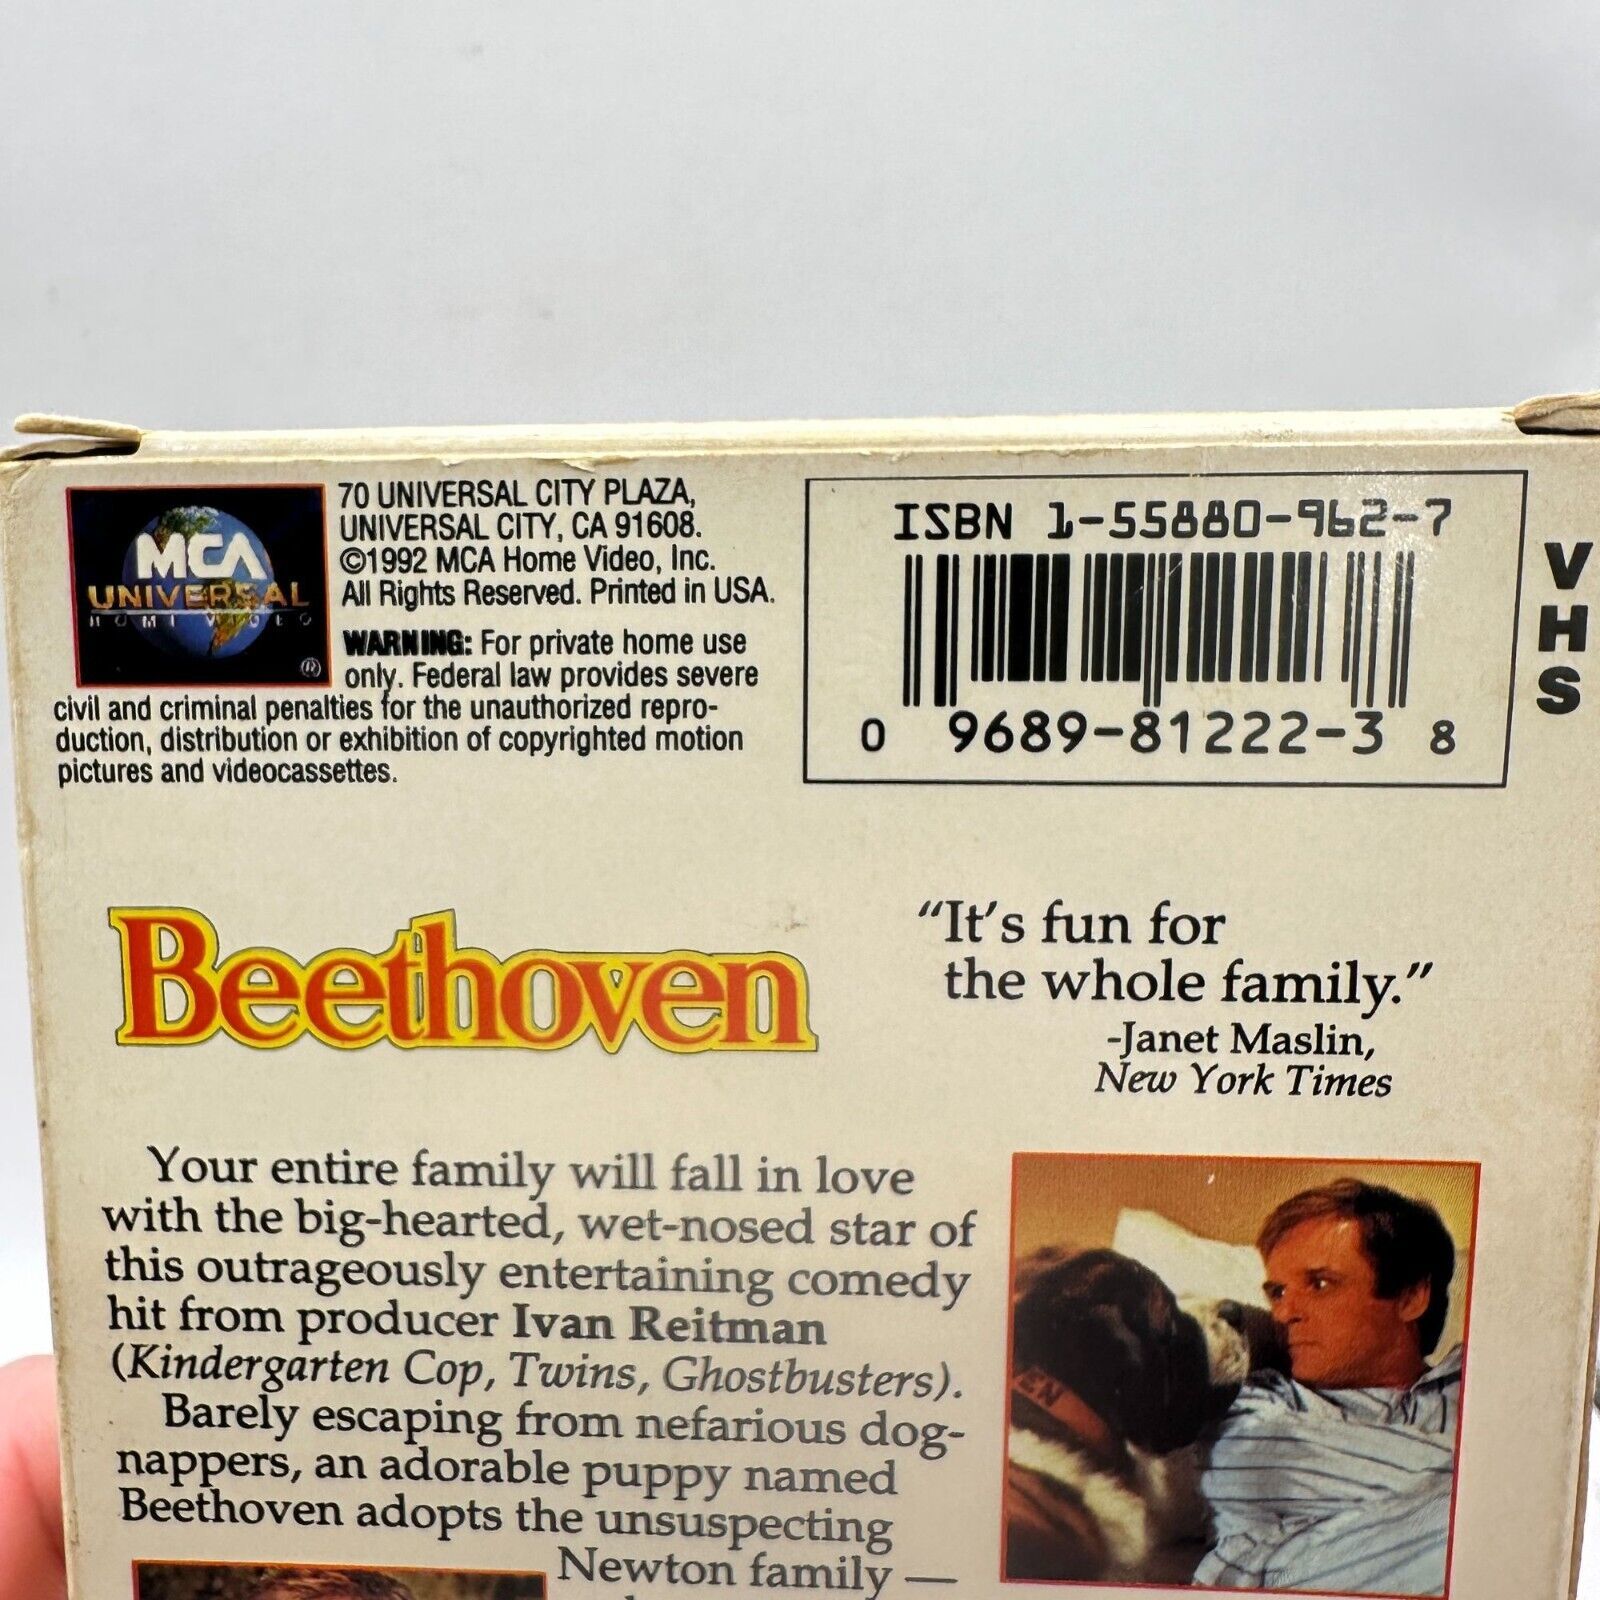 MCA
UNIVERSAL
HOME VIDEO
®
70 UNIVERSAL CITY PLAZA,
UNIVERSAL CITY, CA 91608.
©1992 MCA Home Video, Inc.
All Rights Reserved. Printed in USA.
WARNING: For private home use
only. Federal law provides severe
civil and criminal penalties for the unauthorized repro-
duction, distribution or exhibition of copyrighted motion
pictures and videocassettes.
ISBN 1-55880-962-7
0 9689-81222-3 8
VHS
Beethoven
“It's fun for
the whole family.”
-Janet Maslin,
New York Times
Your entire family will fall in love
with the big-hearted, wet-nosed star of
this outrageously entertaining comedy
hit from producer Ivan Reitman
(Kindergarten Cop, Twins, Ghostbusters).
Barely escaping from nefarious dog-
nappers, an adorable puppy named
Beethoven adopts the unsuspecting
Newton family —
EN